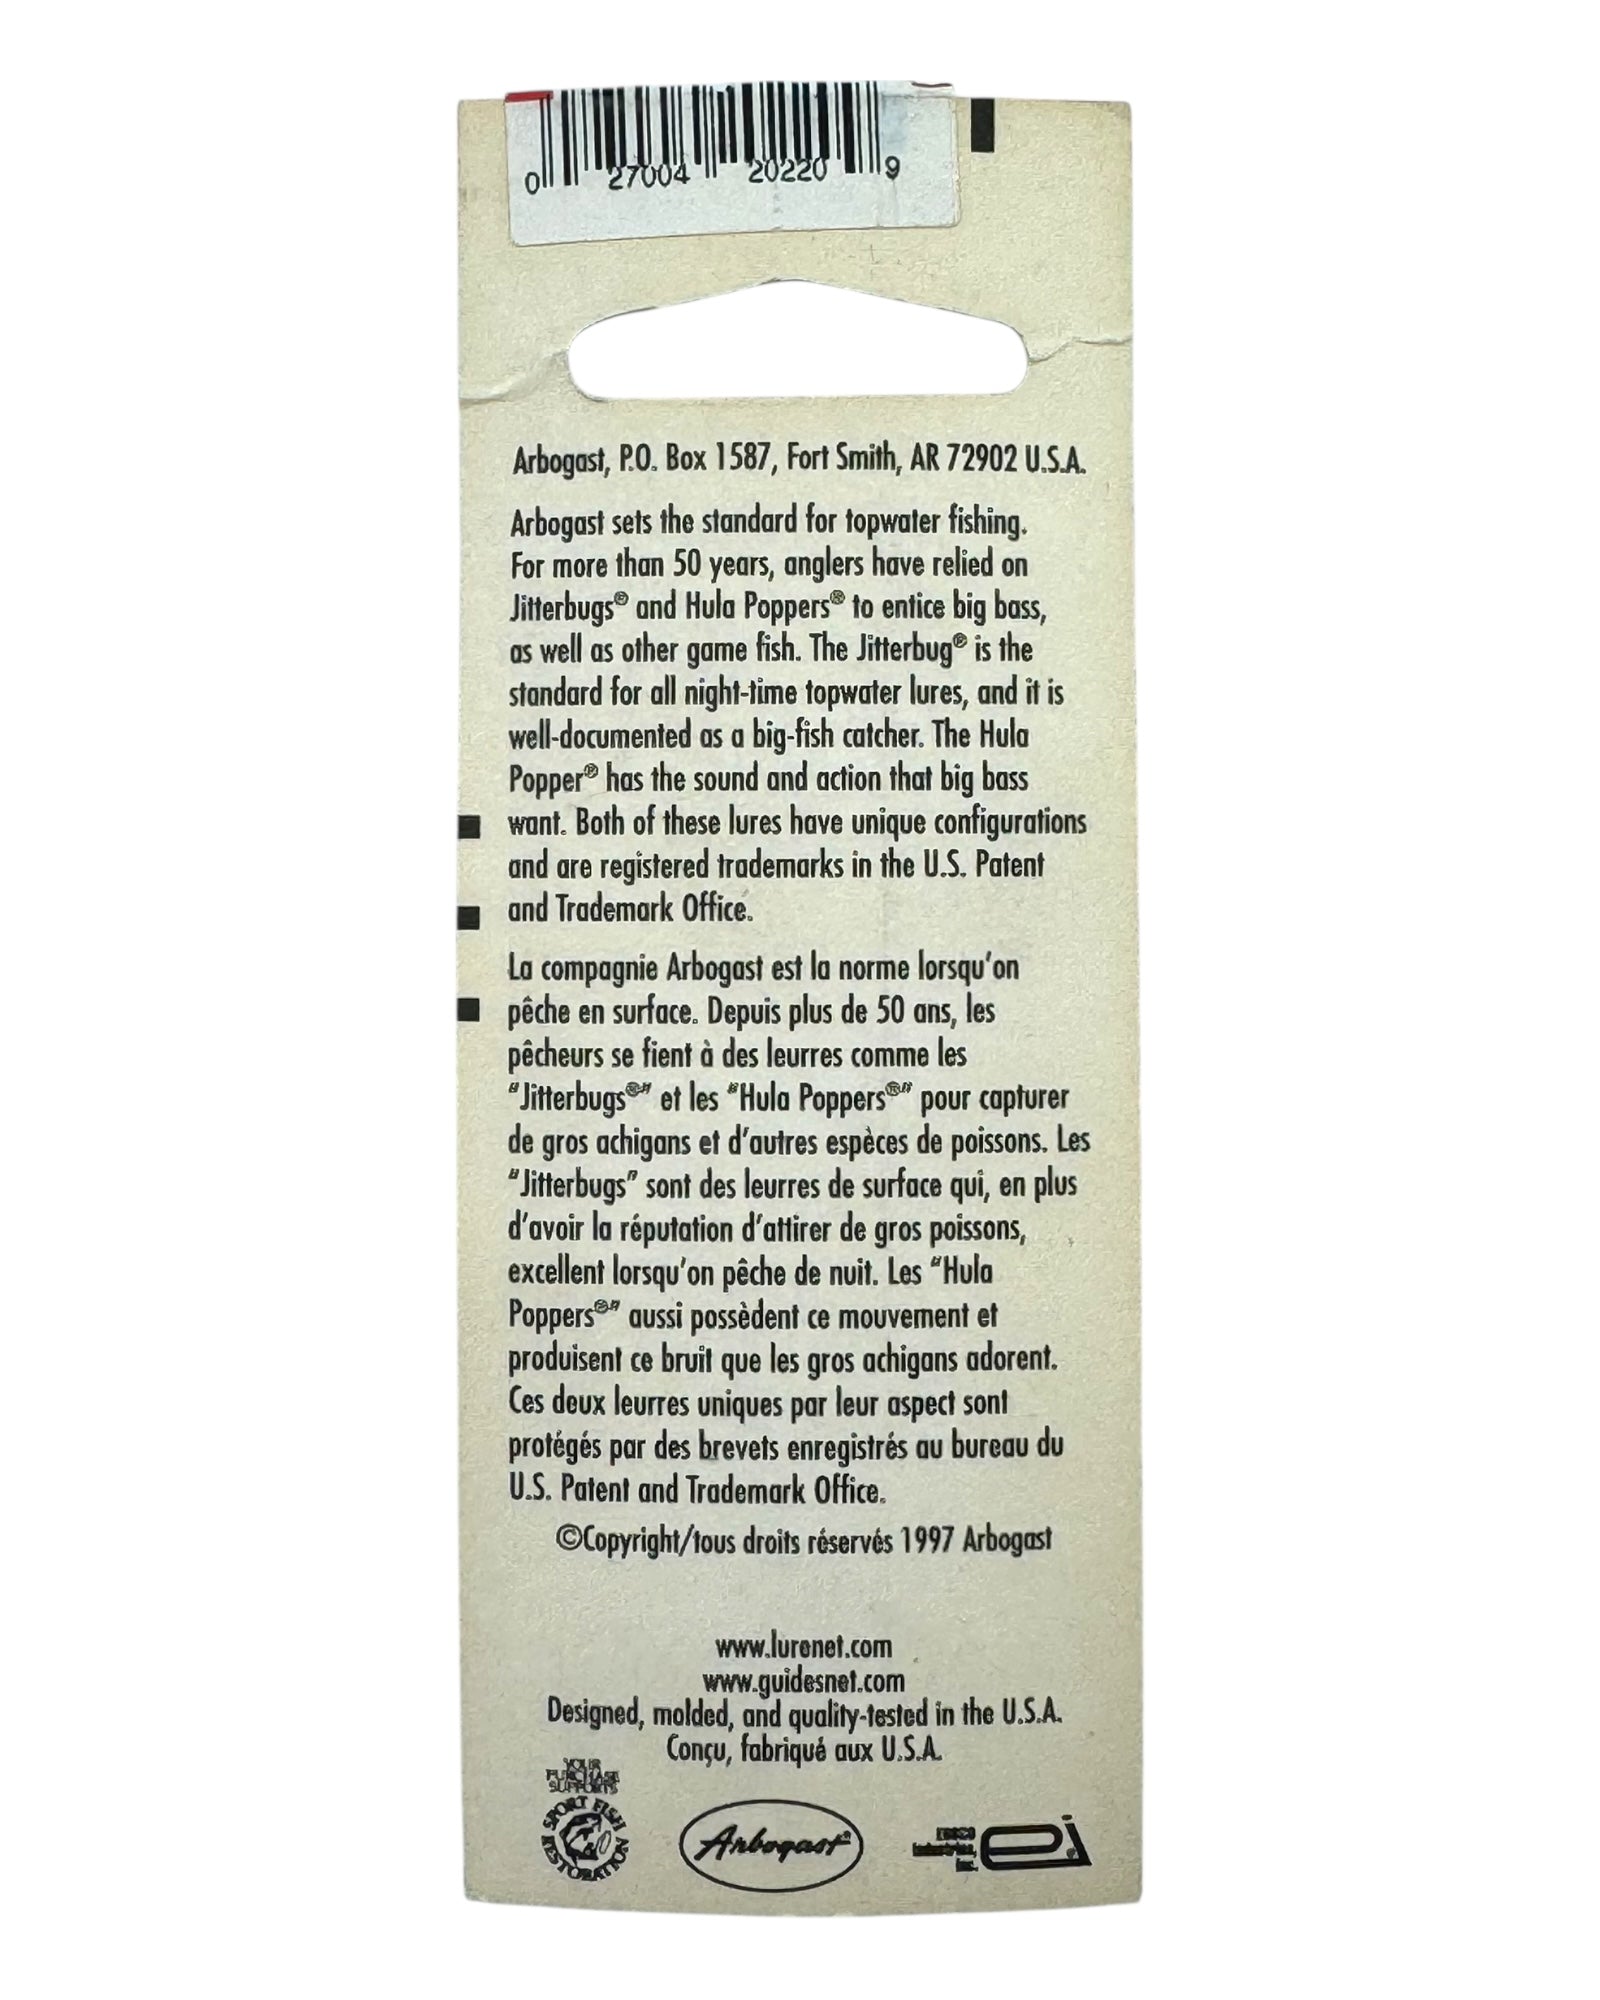 0 27004 20220 9
Arbogast, P.O. Box 1587, Fort Smith, AR 72902 U.S.A.
Arbogast sets the standard for topwater fishing.
For more than 50 years, anglers have relied on
Jitterbugs® and Hula Poppers® to entice big bass,
as well as other game fish. The Jitterbug® is the
standard for all night-time topwater lures, and it is
well-documented as a big-fish catcher. The Hula
Popper® has the sound and action that big bass
want. Both of these lures have unique configurations
and are registered trademarks in the U.S. Patent
and Trademark Office.
La compagnie Arbogast est la norme lorsqu'on
pêche en surface. Depuis plus de 50 ans, les
pêcheurs se fient à des leurres comme les
"Jitterbugs®" et les "Hula Poppers®" pour capturer
de gros achigans et d'autres espèces de poissons. Les
"Jitterbugs" sont des leurres de surface qui, en plus
d'avoir la réputation d'attirer de gros poissons,
excellent lorsqu'on pêche de nuit. Les "Hula
Poppers®" aussi possèdent ce mouvement et
produisent ce bruit que les gros achigans adorent.
Ces deux leurres uniques par leur aspect sont
protégés par des brevets enregistrés au bureau du
U.S. Patent and Trademark Office.
©Copyright/tous droits réservés 1997 Arbogast
www.lurenet.com
www.guidesnet.com
Designed, molded, and quality-tested in the U.S.A.
Conçu, fabriqué aux U.S.A.
YOUR
PURCHASE
SUPPORTS
SPORT FISH
RESTORATION
Arbogast®
EBSCO
Industries,
Inc.
ei